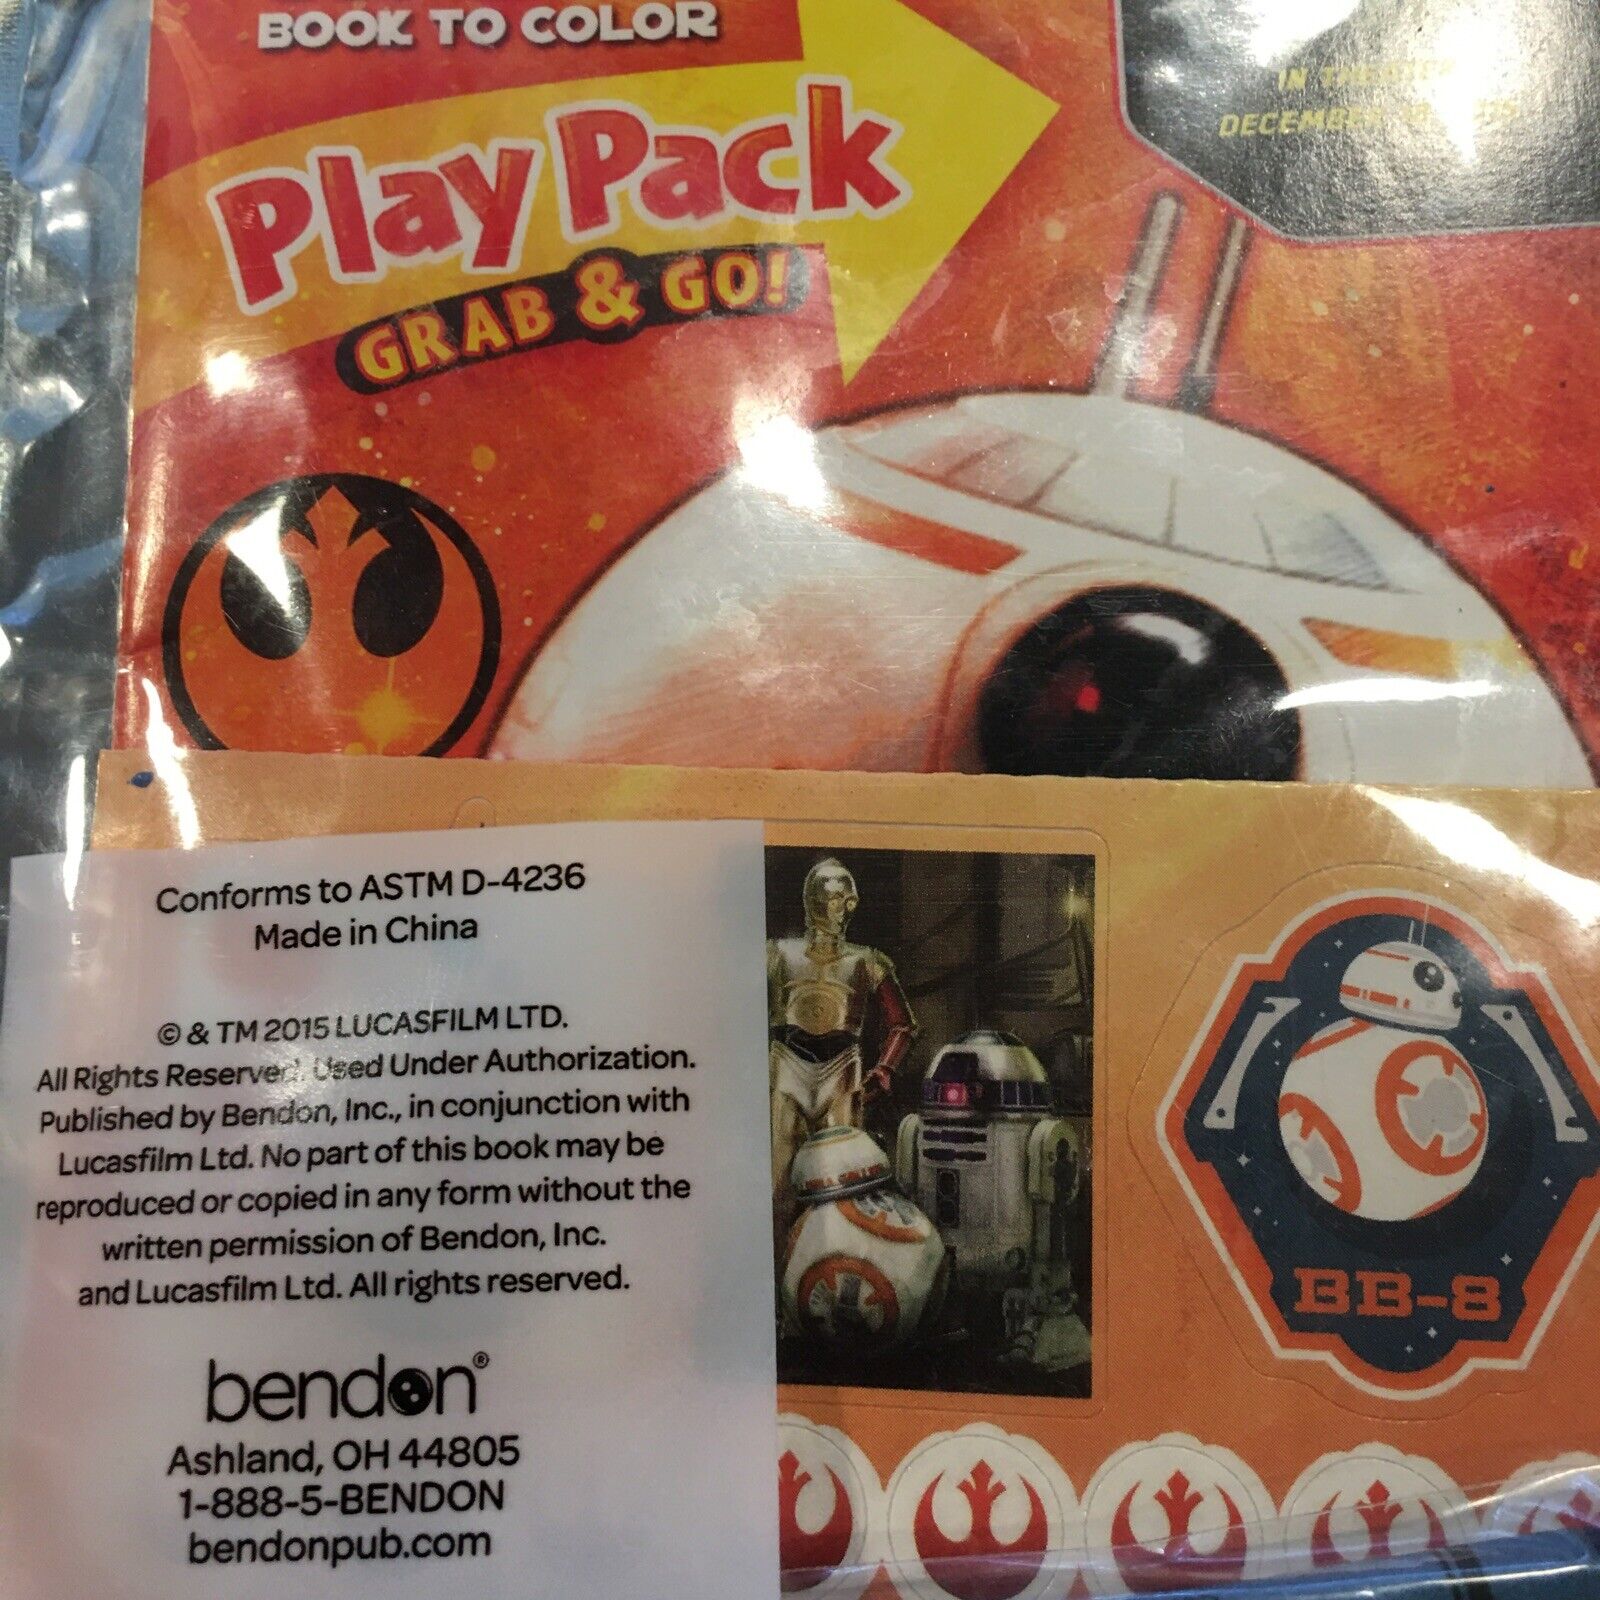 BOOK TO COLOR
IN THEATERS
DECEMBER 18, 2015
Play Pack
GRAB & GO!
Conforms to ASTM D-4236
Made in China
© & TM 2015 LUCASFILM LTD.
All Rights Reserved. Used Under Authorization.
Published by Bendon, Inc., in conjunction with
Lucasfilm Ltd. No part of this book may be
reproduced or copied in any form without the
written permission of Bendon, Inc.
and Lucasfilm Ltd. All rights reserved.
bendon®
Ashland, OH 44805
1-888-5-BENDON
bendonpub.com
BB-8